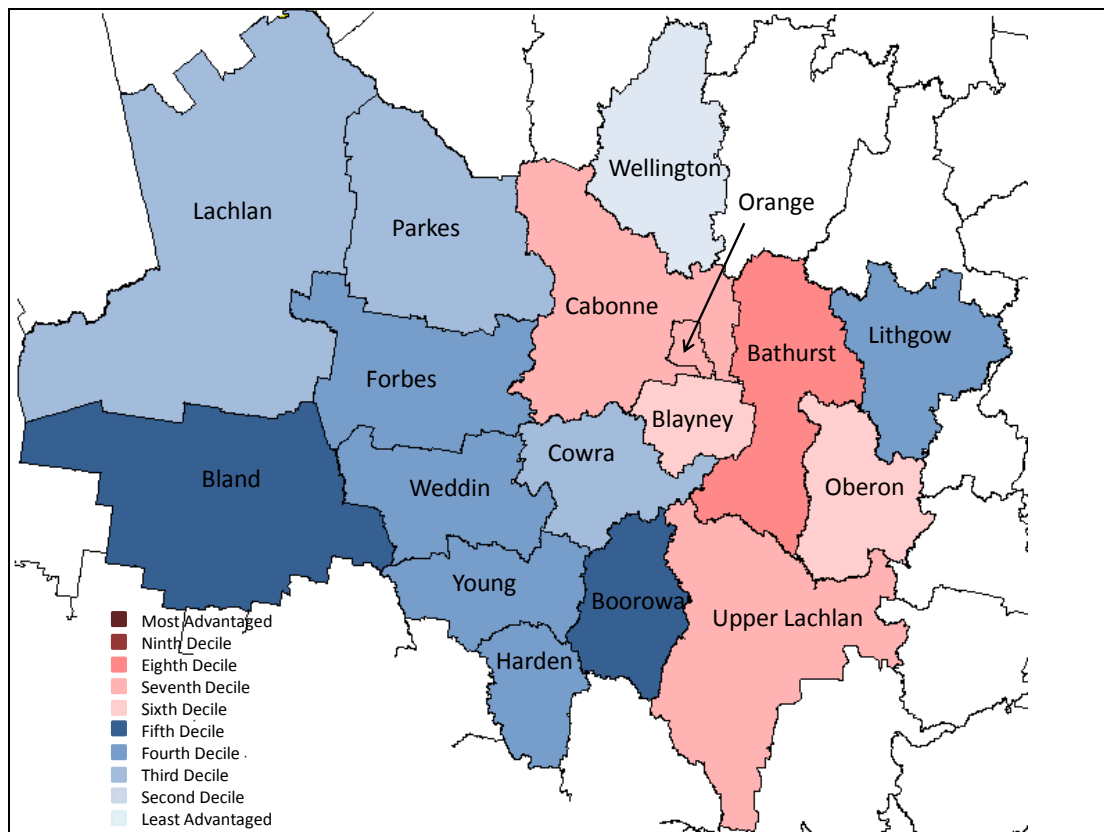 Wellington
Orange
Lachlan
Parkes
Cabonne
Lithgow
Bathurst
Forbes
Blayney
Cowra
Bland
Weddin
Oberon
Young
Boorowa
Upper Lachlan
Harden
Most Advantaged
Ninth Decile
Eighth Decile
Seventh Decile
Sixth Decile
Fifth Decile
Fourth Decile
Third Decile
Second Decile
Least Advantaged